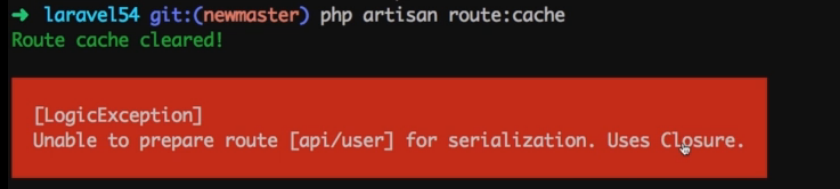 ➜ laravel54 git:(newmaster) php artisan route:cache
Route cache cleared!
[LogicException]
Unable to prepare route [api/user] for serialization. Uses Closure.